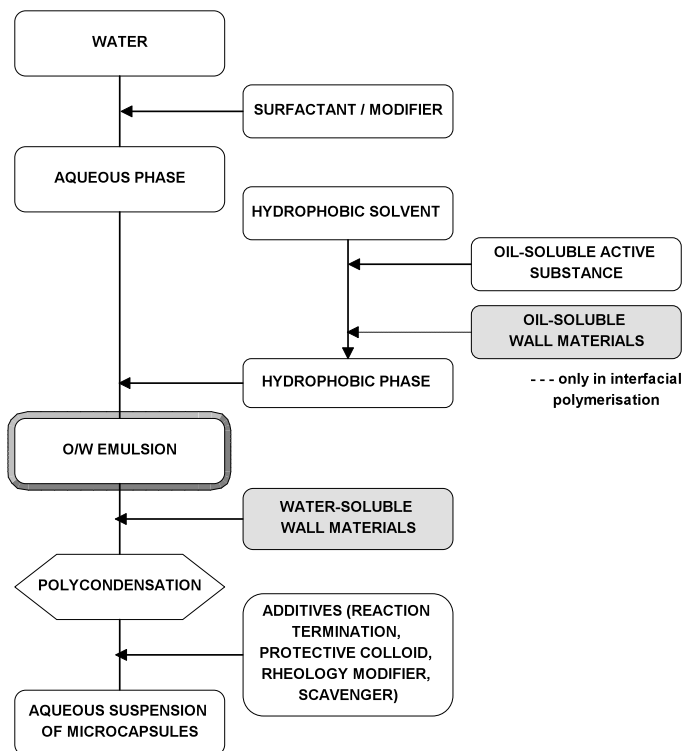 WATER
SURFACTANT / MODIFIER
AQUEOUS PHASE
HYDROPHOBIC SOLVENT
OIL-SOLUBLE ACTIVE
SUBSTANCE
OIL-SOLUBLE
WALL MATERIALS
HYDROPHOBIC PHASE
- - - only in interfacial
polymerisation
O/W EMULSION
WATER-SOLUBLE
WALL MATERIALS
POLYCONDENSATION
ADDITIVES (REACTION
TERMINATION,
PROTECTIVE COLLOID,
RHEOLOGY MODIFIER,
SCAVENGER)
AQUEOUS SUSPENSION
OF MICROCAPSULES